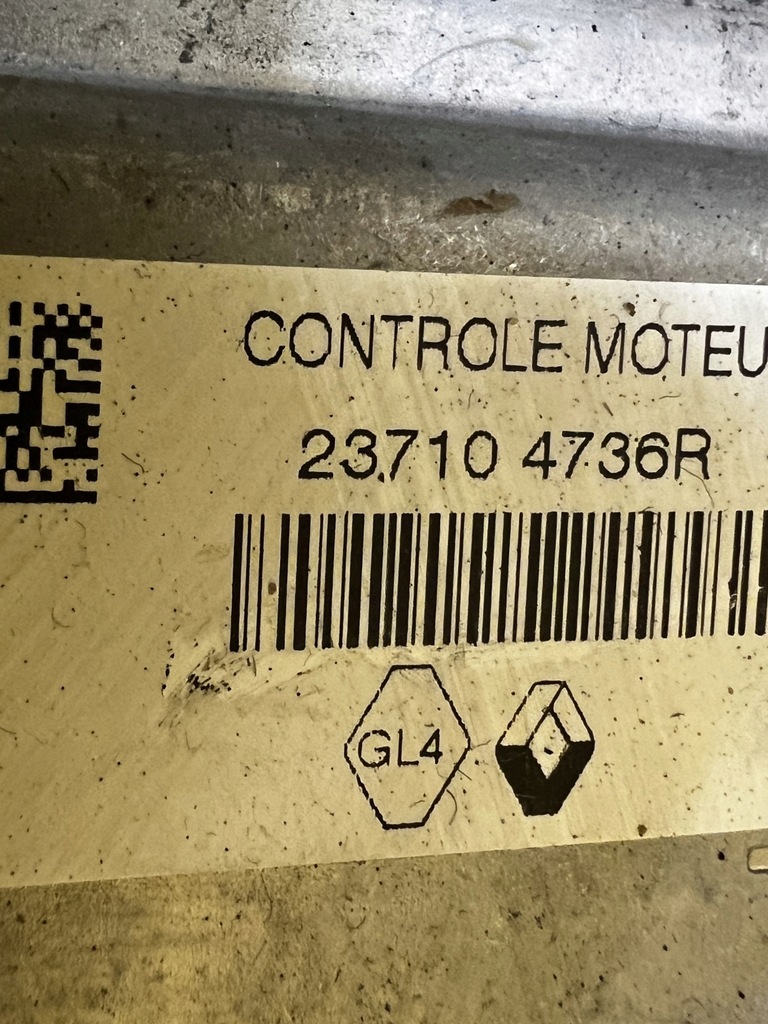 CONTROLE MOTEU
23710 4736R
GL4